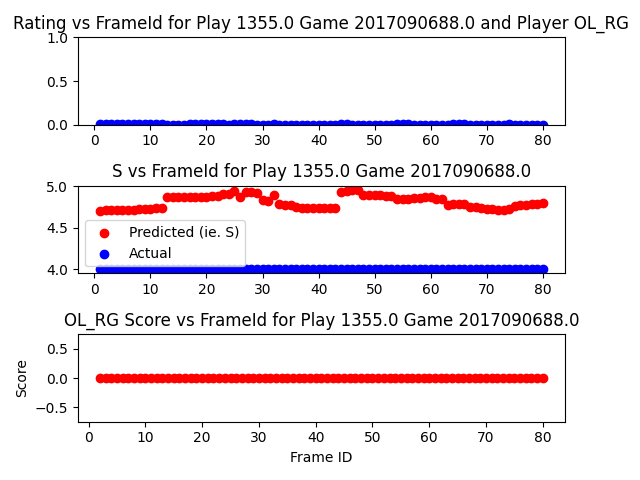 Rating vs FrameId for Play 1355.0 Game 2017090688.0 and Player OL_RG
1.0
0.5
0.0
0 10 20 30 40 50 60 70 80
S vs FrameId for Play 1355.0 Game 2017090688.0
5.0
4.5
4.0
Predicted (ie. S)
Actual
0 10 20 30 40 50 60 70 80
OL_RG Score vs FrameId for Play 1355.0 Game 2017090688.0
Score
0.5
0.0
−0.5
0 10 20 30 40 50 60 70 80
Frame ID